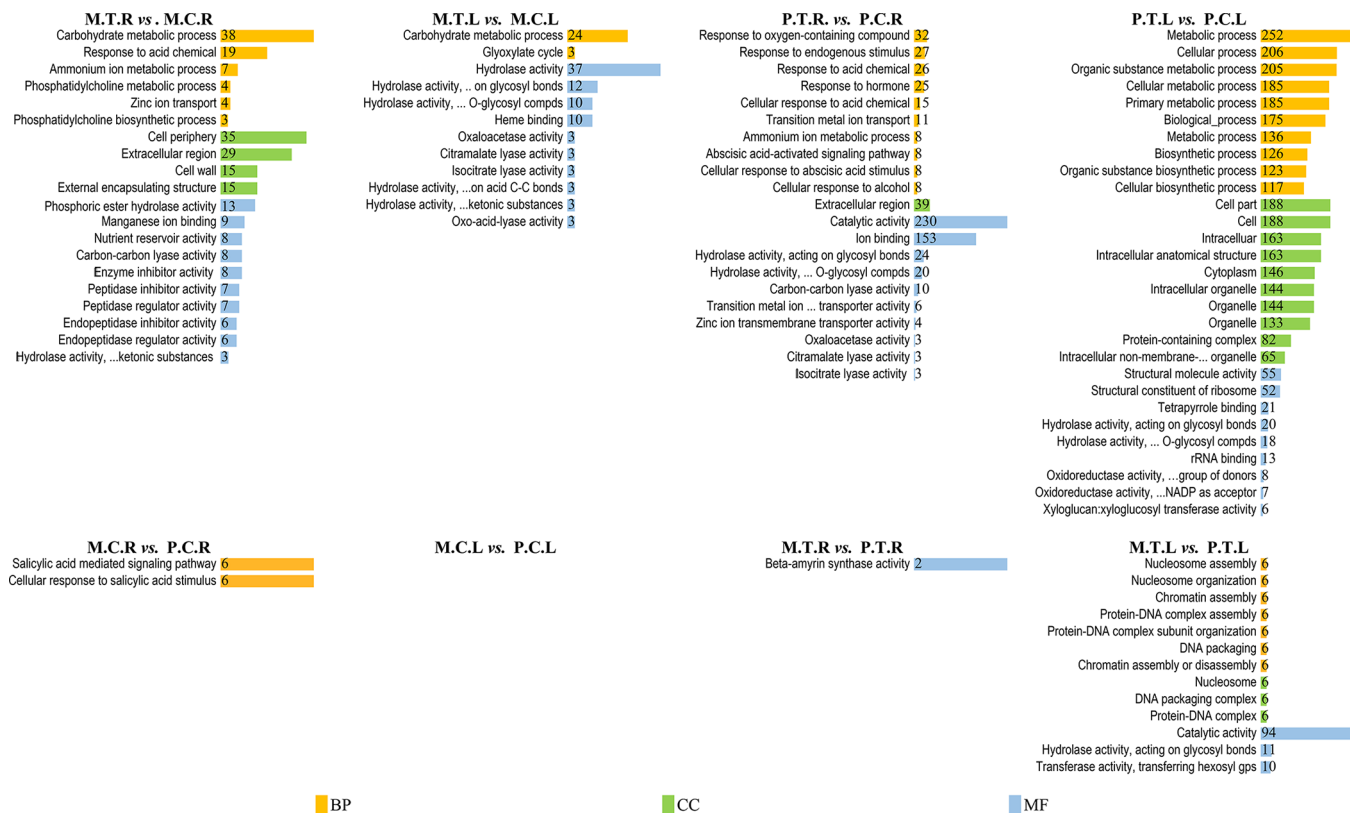 M.T.R vs. M.C.R
Carbohydrate metabolic process 38
Response to acid chemical 19
Ammonium ion metabolic process 7
Phosphatidylcholine metabolic process 4
Zinc ion transport 4
Phosphatidylcholine biosynthetic process 3
Cell periphery 35
Extracellular region 29
Cell wall 15
External encapsulating structure 15
Phosphoric ester hydrolase activity 13
Manganese ion binding 9
Nutrient reservoir activity 8
Carbon-carbon lyase activity 8
Enzyme inhibitor activity 8
Peptidase inhibitor activity 7
Peptidase regulator activity 7
Endopeptidase inhibitor activity 6
Endopeptidase regulator activity 6
Hydrolase activity, ...ketonic substances 3
M.T.L vs. M.C.L
Carbohydrate metabolic process 24
Glyoxylate cycle 3
Hydrolase activity 37
Hydrolase activity, .. on glycosyl bonds 12
Hydrolase activity, ... O-glycosyl compds 10
Heme binding 10
Oxaloacetase activity 3
Citramalate lyase activity 3
Isocitrate lyase activity 3
Hydrolase activity, ...on acid C-C bonds 3
Hydrolase activity, ...ketonic substances 3
Oxo-acid-lyase activity 3
P.T.R. vs. P.C.R
Response to oxygen-containing compound 32
Response to endogenous stimulus 27
Response to acid chemical 26
Response to hormone 25
Cellular response to acid chemical 15
Transition metal ion transport 11
Ammonium ion metabolic process 8
Abscisic acid-activated signaling pathway 8
Cellular response to abscisic acid stimulus 8
Cellular response to alcohol 8
Extracellular region 39
Catalytic activity 230
Ion binding 153
Hydrolase activity, acting on glycosyl bonds 24
Hydrolase activity, ... O-glycosyl compds 20
Carbon-carbon lyase activity 10
Transition metal ion ... transporter activity 6
Zinc ion transmembrane transporter activity 4
Oxaloacetase activity 3
Citramalate lyase activity 3
Isocitrate lyase activity 3
P.T.L vs. P.C.L
Metabolic process 252
Cellular process 206
Organic substance metabolic process 205
Cellular metabolic process 185
Primary metabolic process 185
Biological_process 175
Metabolic process 136
Biosynthetic process 126
Organic substance biosynthetic process 123
Cellular biosynthetic process 117
Cell part 188
Cell 188
Intracelluar 163
Intracellular anatomical structure 163
Cytoplasm 146
Intracellular organelle 144
Organelle 144
Organelle 133
Protein-containing complex 82
Intracellular non-membrane-... organelle 65
Structural molecule activity 55
Structural constituent of ribosome 52
Tetrapyrrole binding 21
Hydrolase activity, acting on glycosyl bonds 20
Hydrolase activity, ... O-glycosyl compds 18
rRNA binding 13
Oxidoreductase activity, ...group of donors 8
Oxidoreductase activity, ...NADP as acceptor 7
Xyloglucan:xyloglucosyl transferase activity 6
M.C.R vs. P.C.R
Salicylic acid mediated signaling pathway 6
Cellular response to salicylic acid stimulus 6
M.C.L vs. P.C.L
M.T.R vs. P.T.R
Beta-amyrin synthase activity 2
M.T.L vs. P.T.L
Nucleosome assembly 6
Nucleosome organization 6
Chromatin assembly 6
Protein-DNA complex assembly 6
Protein-DNA complex subunit organization 6
DNA packaging 6
Chromatin assembly or disassembly 6
Nucleosome 6
DNA packaging complex 6
Protein-DNA complex 6
Catalytic activity 94
Hydrolase activity, acting on glycosyl bonds 11
Transferase activity, transferring hexosyl gps 10
BP
CC
MF